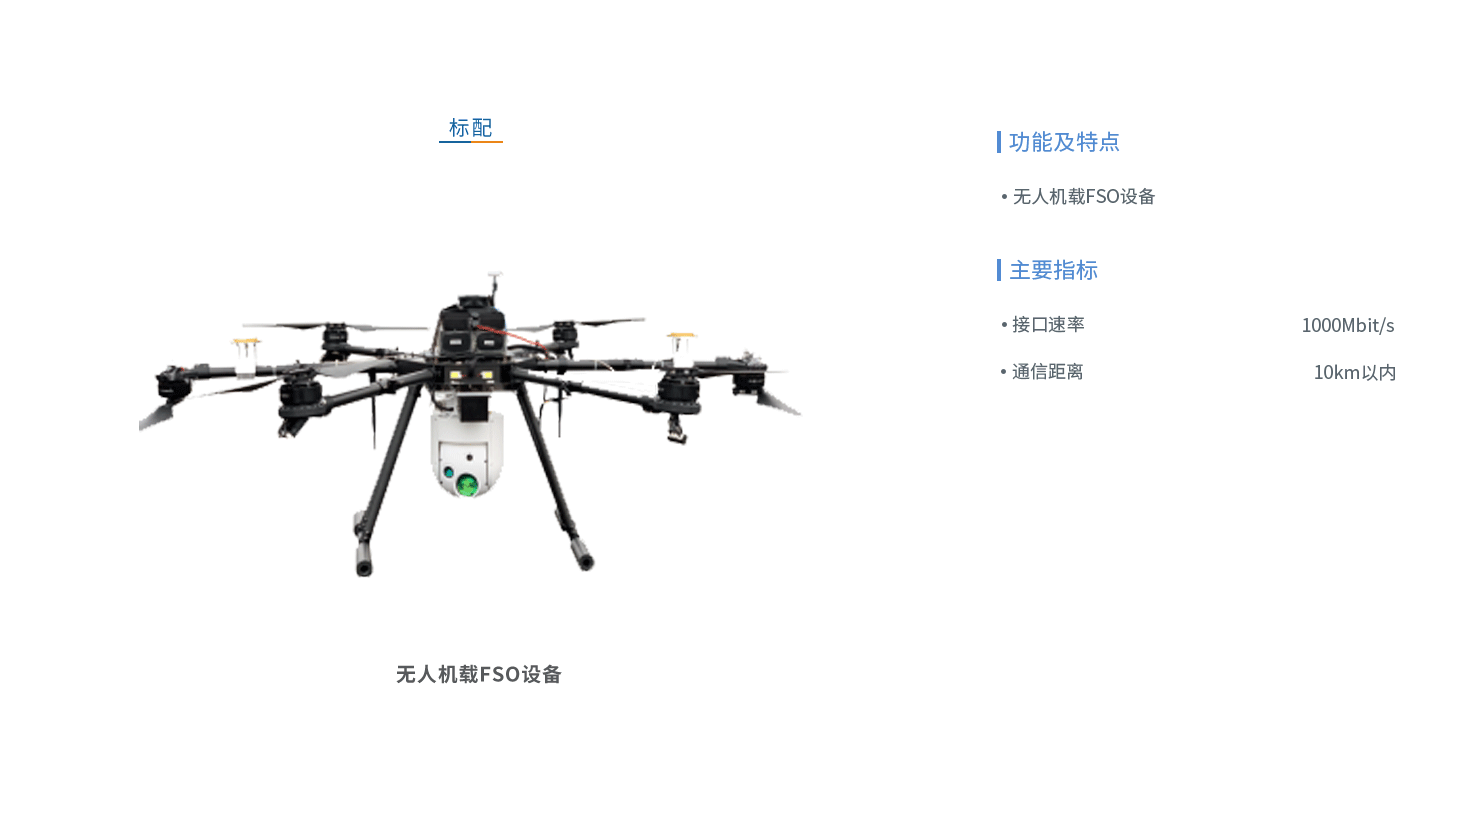 标配
无人机载FSO设备
功能及特点
•无人机载FSO设备
主要指标
•接口速率 1000Mbit/s
•通信距离 10km以内